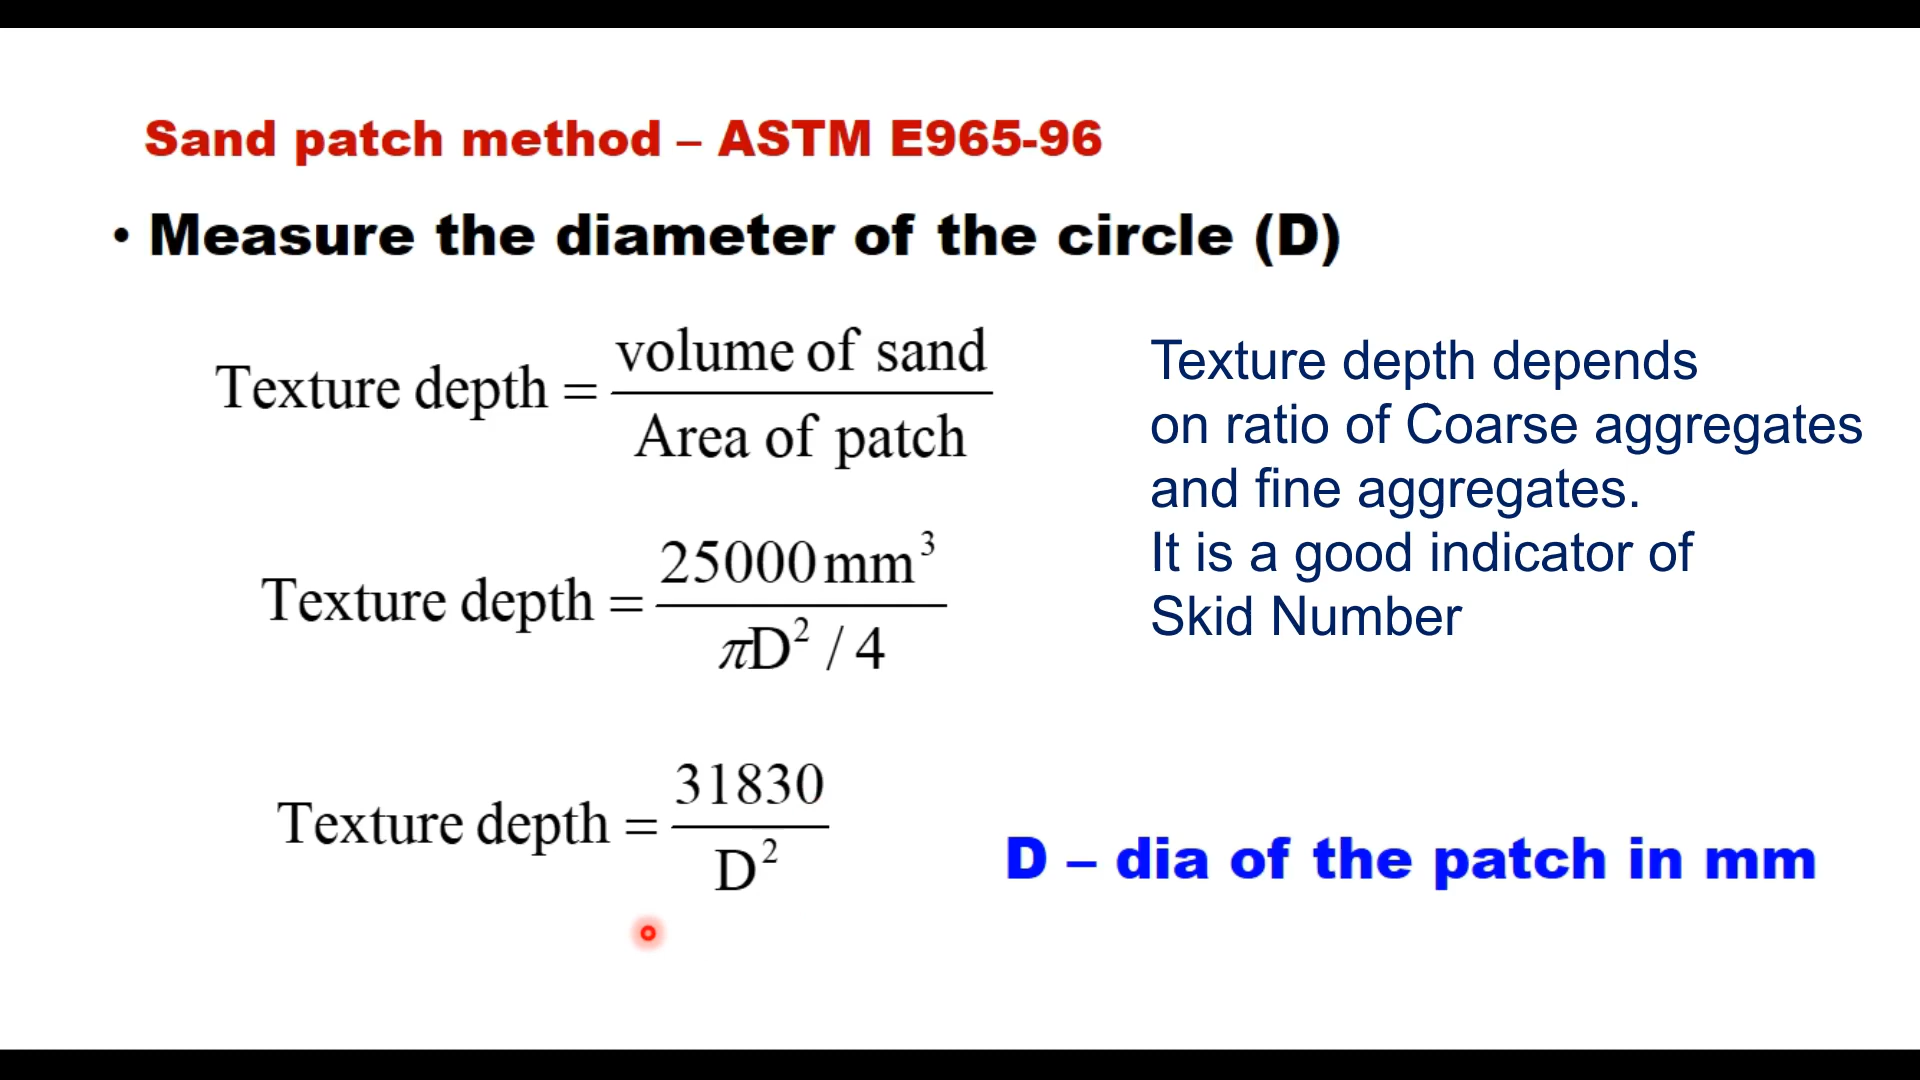 Sand patch method – ASTM E965-96
• Measure the diameter of the circle (D)
Texture depth = volume of sand / Area of patch
Texture depth = 25000 mm³ / πD² / 4
Texture depth = 31830 / D²
Texture depth depends
on ratio of Coarse aggregates
and fine aggregates.
It is a good indicator of
Skid Number
D – dia of the patch in mm